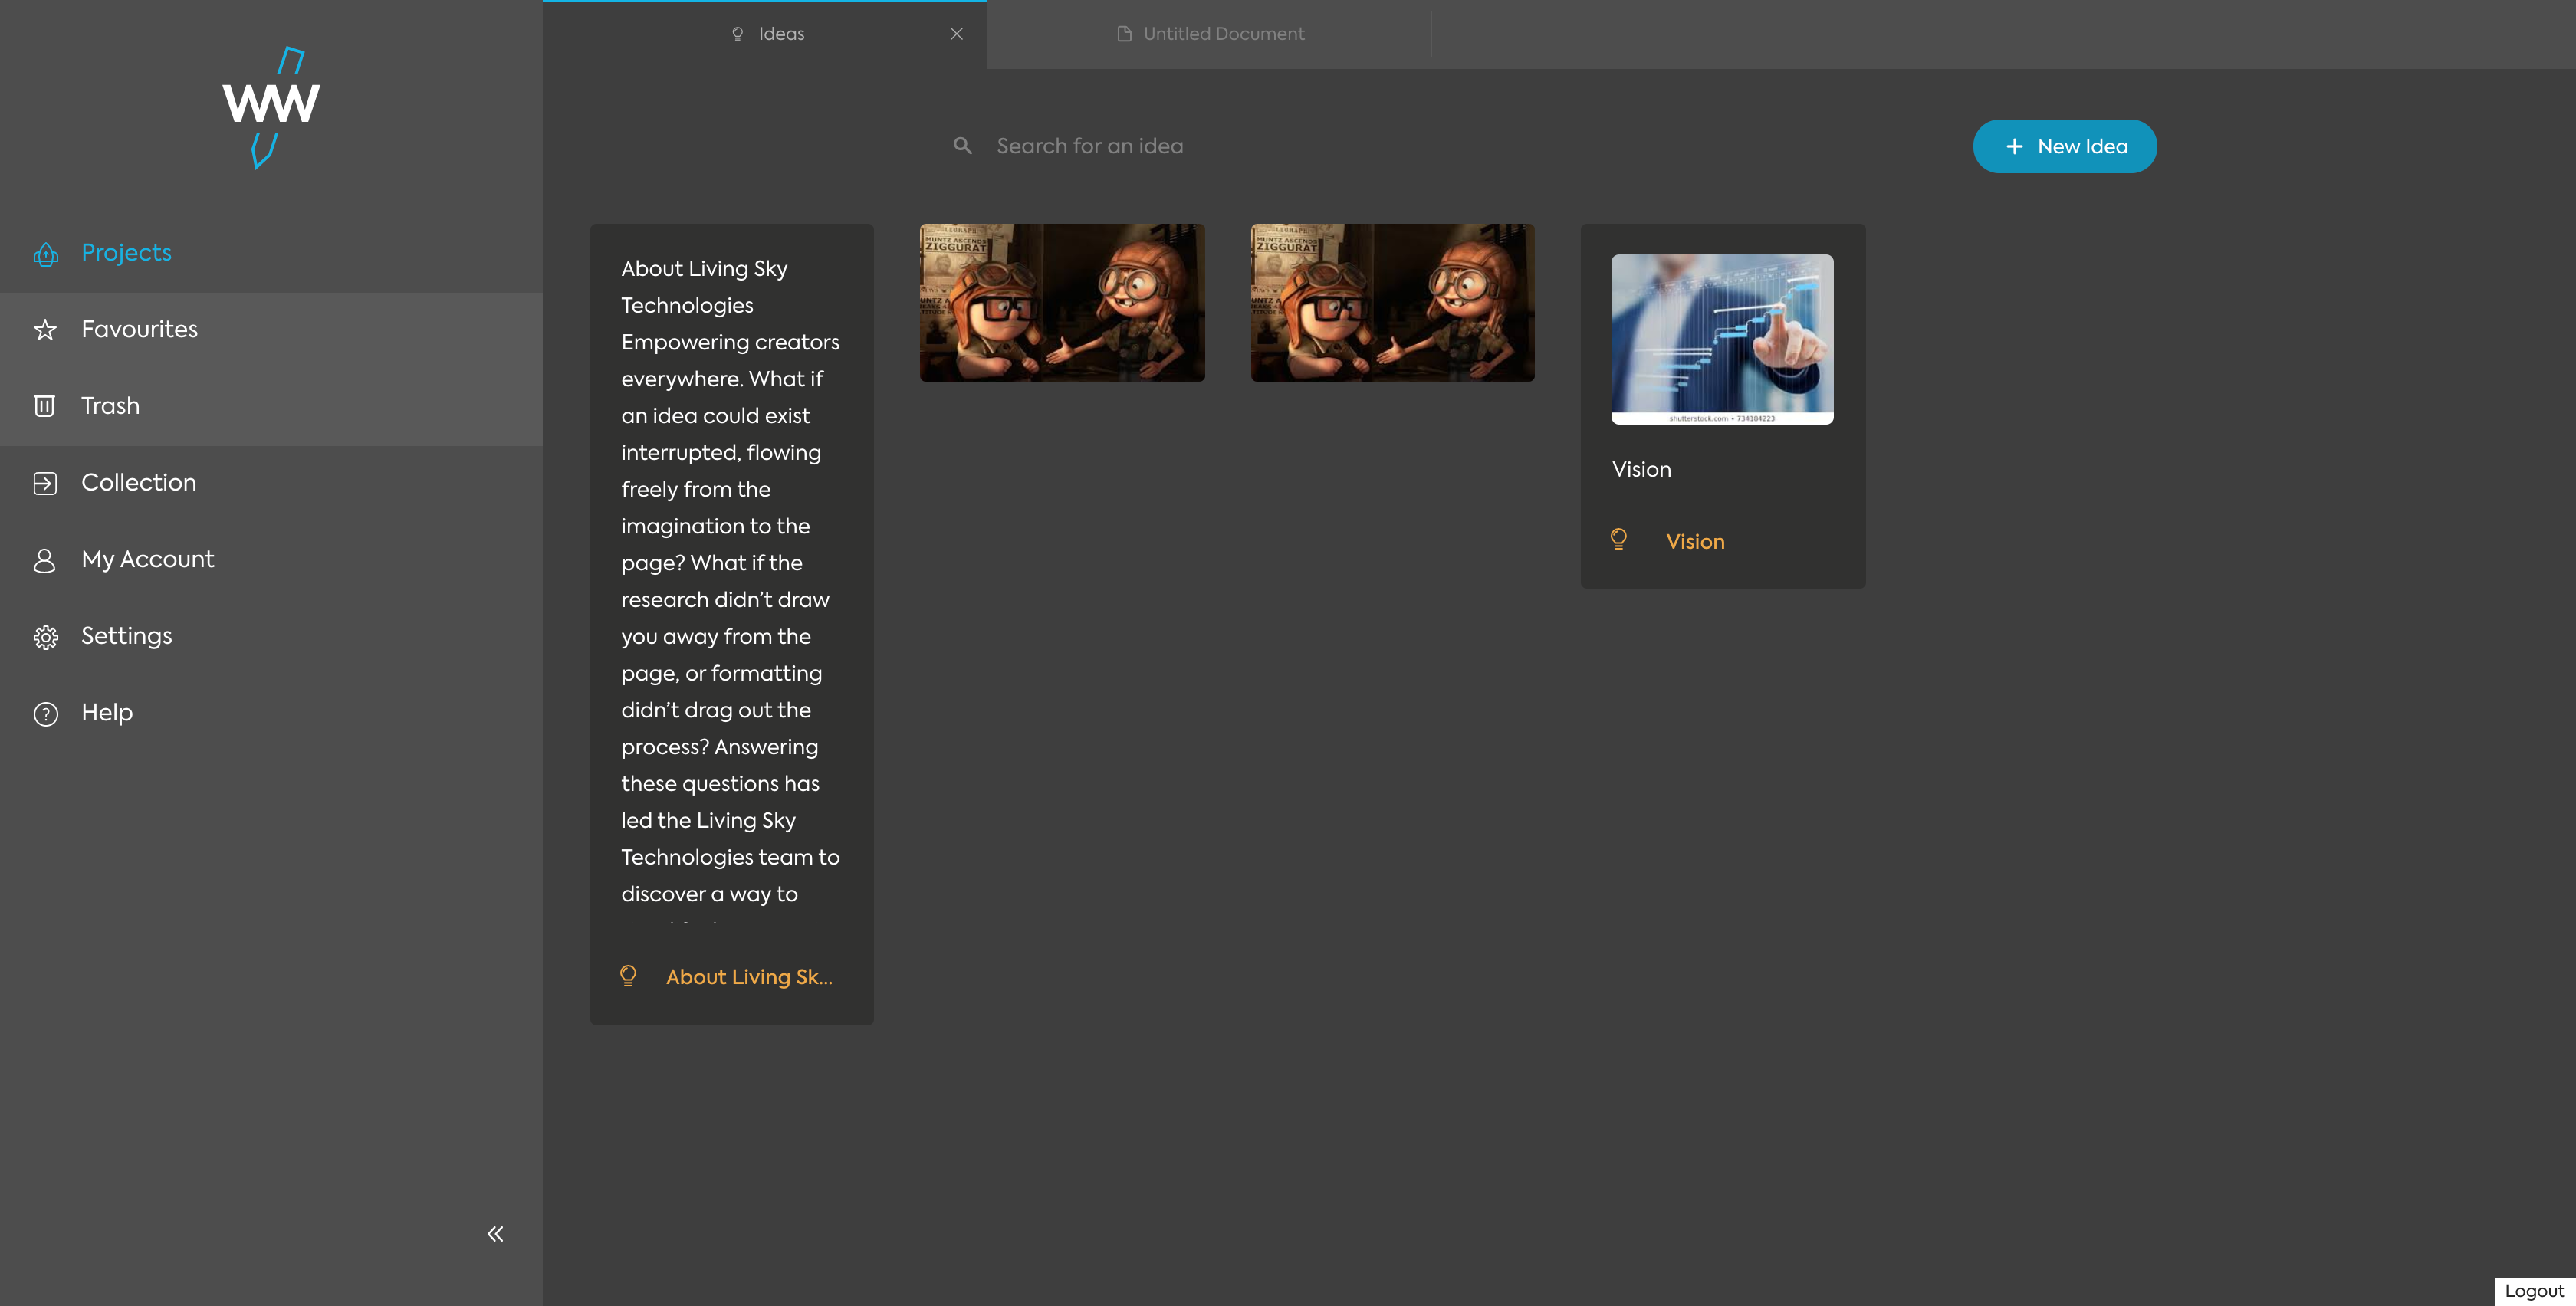 WW
Projects
Favourites
Trash
Collection
My Account
Settings
Help
Ideas
Untitled Document
Search for an idea
New Idea
About Living Sky
Technologies
Empowering creators
everywhere. What if
an idea could exist
interrupted, flowing
freely from the
imagination to the
page? What if the
research didn’t draw
you away from the
page, or formatting
didn’t drag out the
process? Answering
these questions has
led the Living Sky
Technologies team to
discover a way to
About Living Sk...
MUNTZ ASCENDS
ZIGGURAT
MUNTZ ASCENDS
ZIGGURAT
shutterstock.com • 734184223
Vision
Vision
Logout